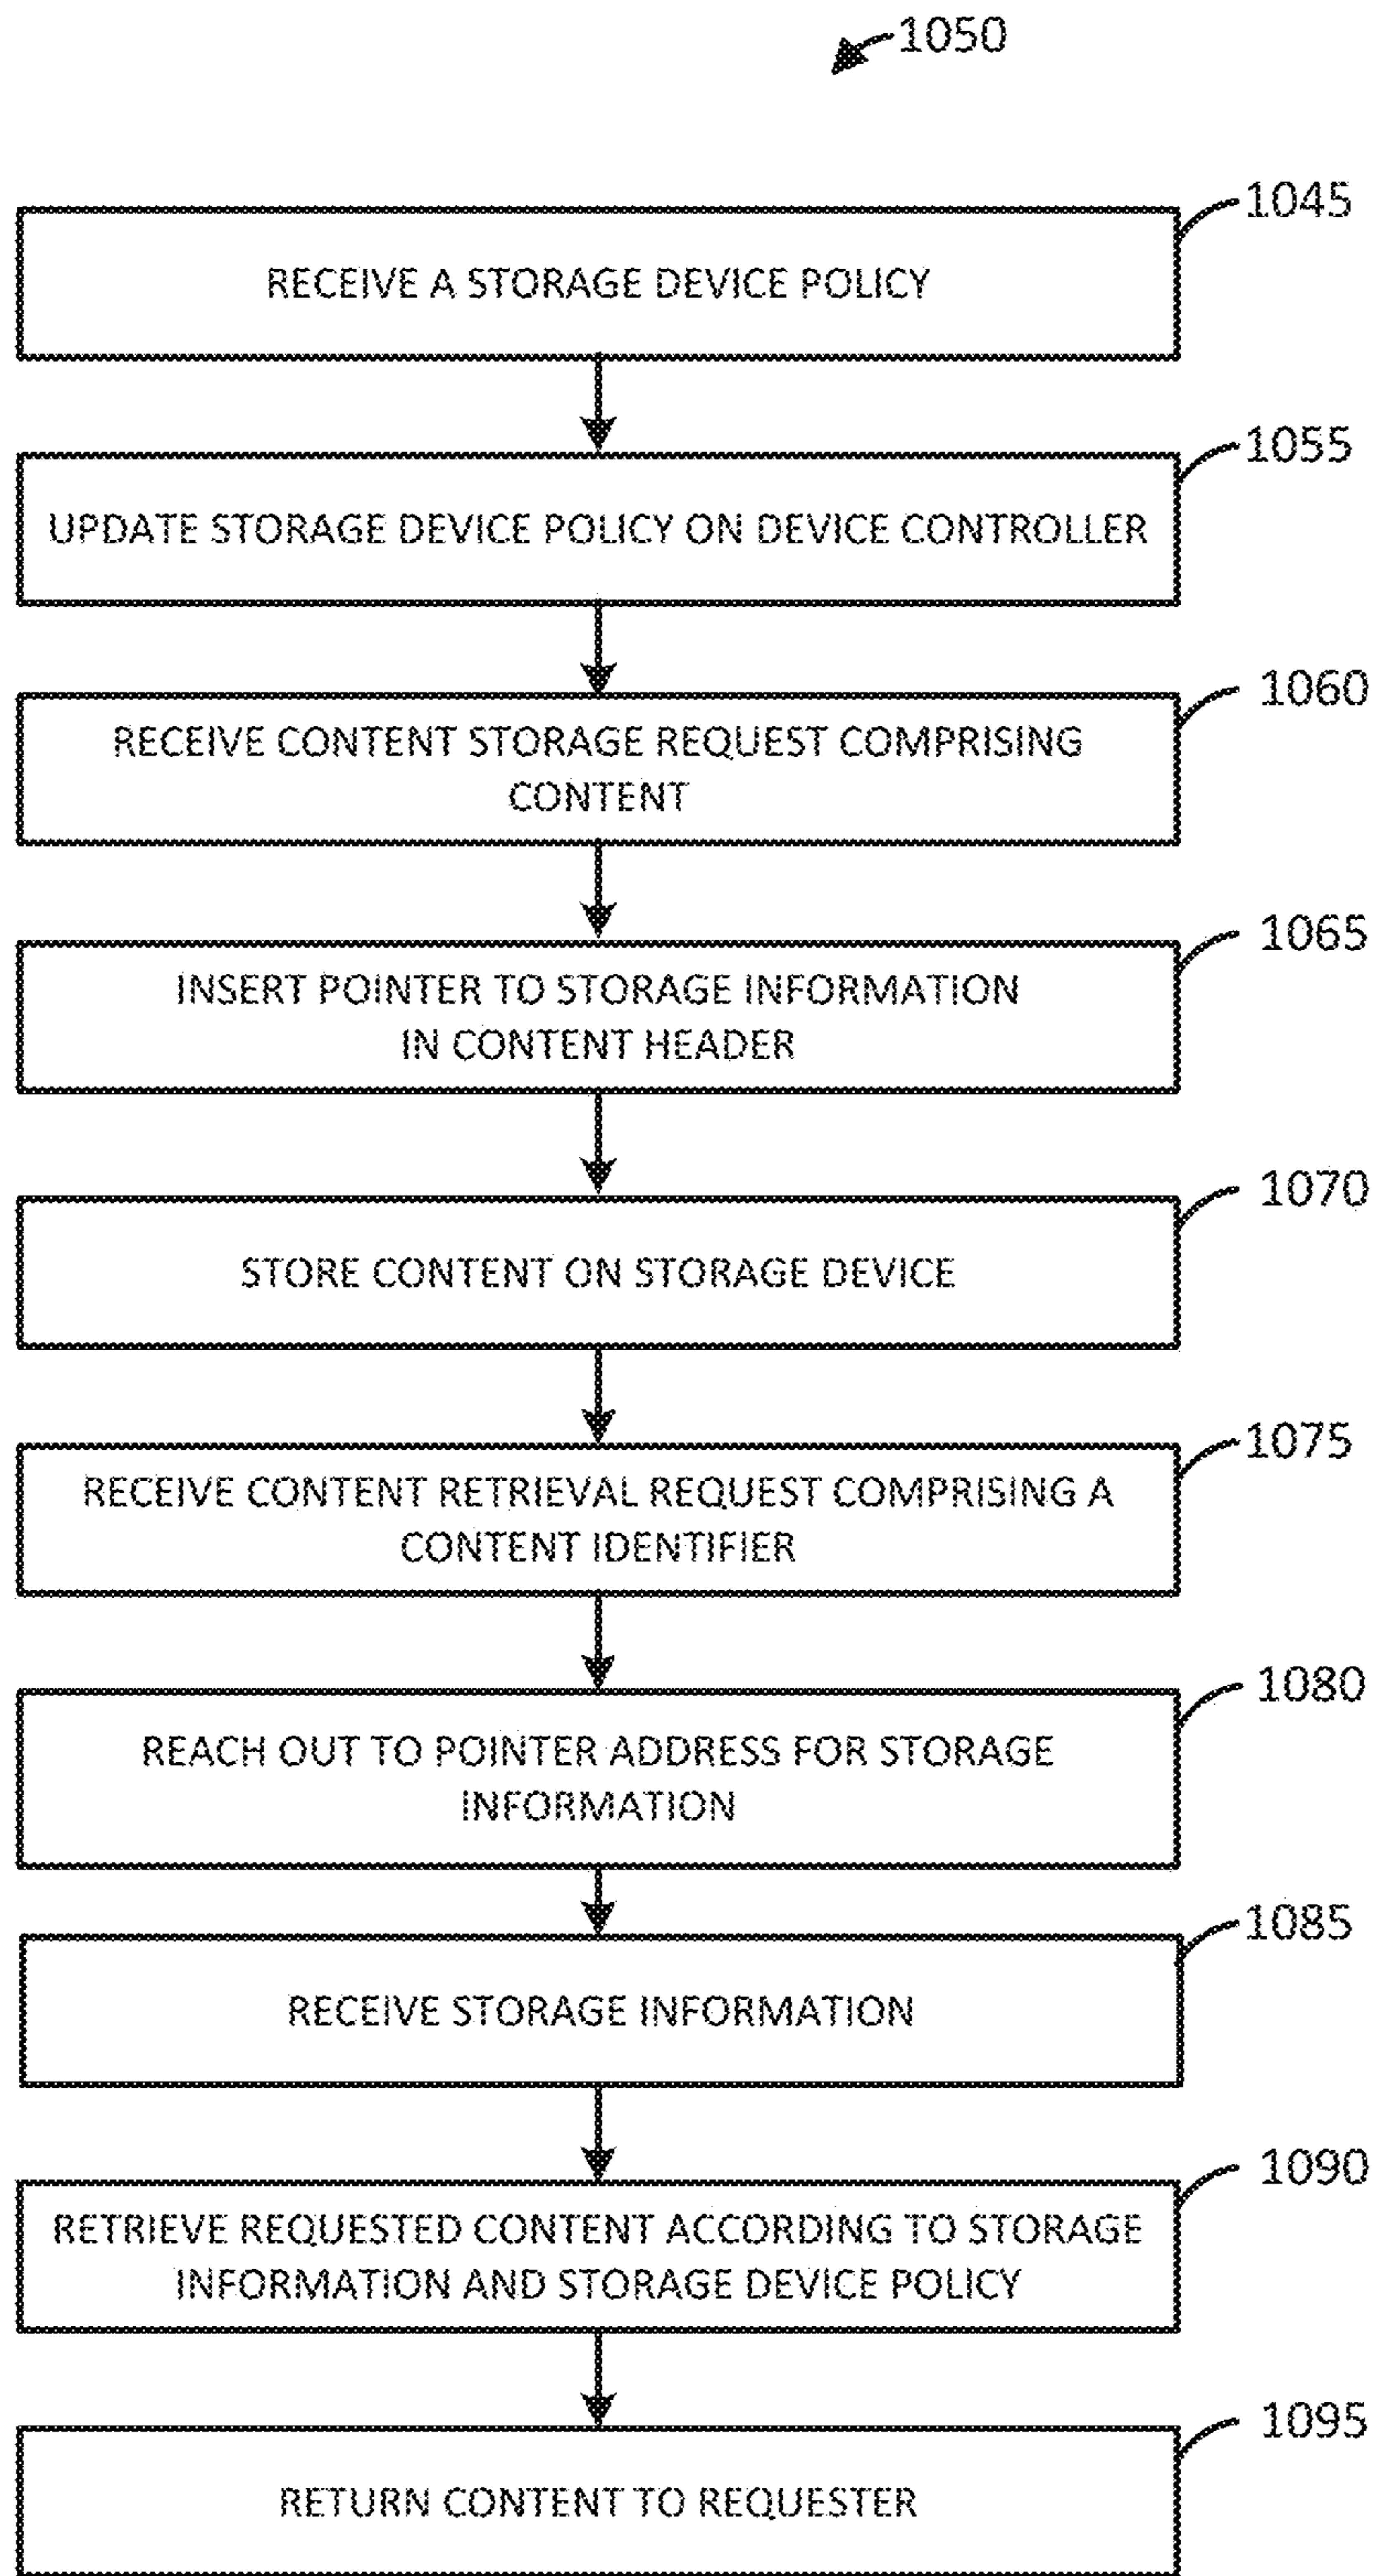 1050
1045
RECEIVE A STORAGE DEVICE POLICY
1055
UPDATE STORAGE DEVICE POLICY ON DEVICE CONTROLLER
1060
RECEIVE CONTENT STORAGE REQUEST COMPRISING
CONTENT
1065
INSERT POINTER TO STORAGE INFORMATION
IN CONTENT HEADER
1070
STORE CONTENT ON STORAGE DEVICE
1075
RECEIVE CONTENT RETRIEVAL REQUEST COMPRISING A
CONTENT IDENTIFIER
1080
REACH OUT TO POINTER ADDRESS FOR STORAGE
INFORMATION
1085
RECEIVE STORAGE INFORMATION
1090
RETRIEVE REQUESTED CONTENT ACCORDING TO STORAGE
INFORMATION AND STORAGE DEVICE POLICY
1095
RETURN CONTENT TO REQUESTER